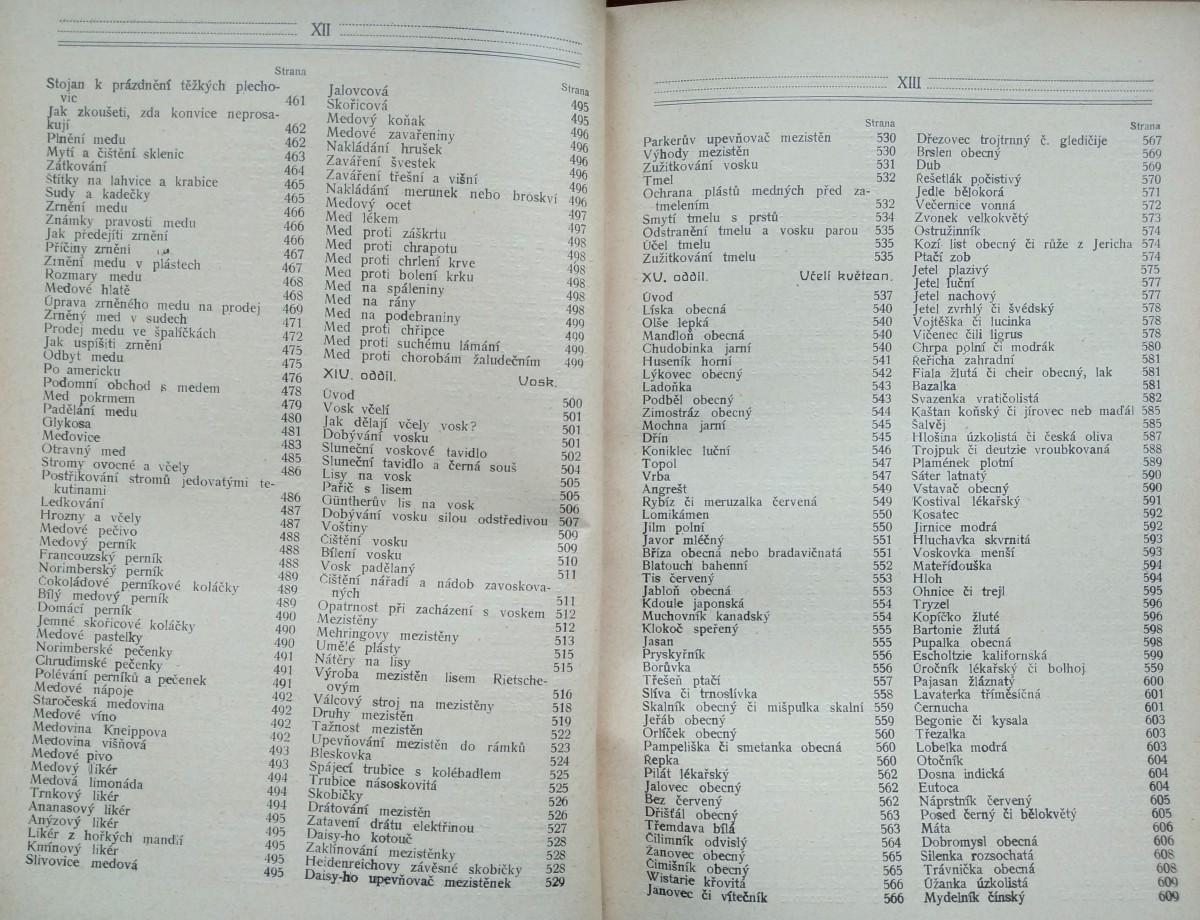 XII
Strana
Stojan k prázdnění těžkých plecho-
vic 461
Jak zkoušeti, zda konvice neprosa-
kují 462
Plnění medu 462
Mytí a čištění sklenic 463
Zátkování 464
Štítky na lahvice a krabice 465
Sudy a kadečky 465
Zrnění medu 466
Známky pravosti medu 466
Jak předejíti zrnění 466
Příčiny zrnění 467
Zrnění medu v plástech 467
Rozmary medu 468
Medové hlatě 468
Úprava zrněného medu na prodej 469
Zrněný med v sudech 471
Prodej medu ve špalíčkách 472
Jak uspíšiti zrnění 475
Odbyt medu 475
Po americku 476
Podomní obchod s medem 478
Med pokrmem 479
Padělání medu 480
Glykosa 481
Medovice 483
Otravný med 485
Stromy ovocné a včely 486
Postřikování stromů jedovatými te-
kutinami 486
Ledkování 487
Hrozny a včely 487
Medové pečivo 488
Medový perník 488
Francouzský perník 488
Norimberský perník 489
Čokoládové perníkové koláčky 489
Bílý medový perník 489
Domácí perník 490
Jemné skořicové koláčky 490
Medové pastelky 490
Norimberské pečenky 491
Chrudimské pečenky 491
Polévání perníků a pečenek 491
Medové nápoje 492
Staročeská medovina 492
Medové víno 492
Medovina Kneippova 492
Medovina višňová 493
Medové pivo 493
Medový likér 494
Medová limonáda 494
Trnkový likér 494
Ananasový likér 495
Anýzový likér 495
Likér z hořkých mandlí 495
Kmínový likér 495
Slivovice medová 495
Strana
Jalovcová 495
Skořicová 495
Medový koňak 496
Medové zavařeniny 496
Nakládání hrušek 496
Zaváření švestek 496
Zaváření třešní a višní 496
Nakládání merunek nebo broskví 496
Medový ocet 497
Med lékem 497
Med proti záškrtu 498
Med proti chrapotu 498
Med proti chrlení krve 498
Med proti bolení krku 498
Med na spáleniny 498
Med na rány 498
Med na podebraniny 499
Med proti chřipce 499
Med proti suchému lámání 499
Med proti chorobám žaludečním 499
XIV. oddíl. Vosk.
Úvod 500
Vosk včelí 501
Jak dělají včely vosk? 501
Dobývání vosku 501
Sluneční voskové tavidlo 502
Sluneční tavidlo a černá souš 504
Lisy na vosk 505
Pařič s lisem 505
Güntherův lis na vosk 506
Dobývání vosku silou odstředivou 507
Voštiny 509
Čištění vosku 509
Bílení vosku 510
Vosk padělaný 511
Čištění nářadí a nádob zavoskova-
ných 511
Opatrnost při zacházení s voskem 512
Mezistěny 512
Mehringovy mezistěny 513
Umělé plásty 515
Nátěry na lisy 515
Výroba mezistěn lisem Rietsche-
ovým 516
Válcový stroj na mezistěny 518
Druhy mezistěn 519
Tažnost mezistěn 522
Upevňování mezistěn do rámků 523
Bleskovka 524
Spájecí trubice s kolébadlem 525
Trubice násoskovitá 525
Skobičky 526
Drátování mezistěn 526
Zatavení drátu elektřinou 527
Daisy-ho kotouč 528
Zaklínování mezistěnky 528
Heidenreichovy závěsné skobičky 528
Daisy-ho upevňovač mezistěnek 529
XIII
Strana
Parkerův upevňovač mezistěn 530
Výhody mezistěn 530
Zužitkování vosku 531
Tmel 532
Ochrana plástů medných před za-
tmelením 532
Smytí tmelu s prstů 534
Odstranění tmelu a vosku parou 535
Účel tmelu 535
Zužitkování tmelu 535
XV. oddíl. Včelí květena.
Úvod 537
Líska obecná 540
Olše lepká 540
Mandloň obecná 540
Chudobinka jarní 540
Huseník horní 541
Lýkovec obecný 542
Ladoňka 543
Podběl obecný 543
Zimostráz obecný 544
Mochna jarní 545
Dřín 545
Koniklec luční 546
Topol 547
Vrba 547
Angrešt 549
Rybíz či meruzalka červená 549
Lomikámen 550
Jilm polní 550
Javor mléčný 551
Bříza obecná nebo bradavičnatá 551
Blatouch bahenní 552
Tis červený 553
Jabloň obecná 553
Kdoule japonská 554
Muchovník kanadský 554
Klokoč speřený 555
Jasan 555
Pryskyřník 556
Borůvka 556
Třešeň ptačí 557
Slíva či trnoslívka 558
Skalník obecný či mišpulka skalní 559
Jeřáb obecný 559
Orlíček obecný 560
Pampeliška či smetanka obecná 560
Řepka 560
Pilát lékařský 562
Jalovec obecný 562
Bez červený 562
Dřišťál obecný 563
Třemdava bílá 563
Čilimník odvislý 564
Žanovec obecný 565
Čimišník obecný 565
Wistarie křovitá 566
Janovec či vítečník 566
Strana
Dřezovec trojtrnný č. gledičije 567
Brslen obecný 569
Dub 569
Řešetlák počistivý 570
Jedle bělokorá 571
Večernice vonná 572
Zvonek velkokvětý 573
Ostružinník 574
Kozí list obecný či růže z Jericha 574
Ptačí zob 574
Jetel plazivý 575
Jetel luční 577
Jetel nachový 577
Jetel zvrhlý či švédský 578
Vojtěška či lucinka 578
Vičenec čili ligrus 578
Chrpa polní či modrák 580
Řeřicha zahradní 581
Fiala žlutá či cheir obecný, lak 581
Bazalka 581
Svazenka vratičolistá 582
Kaštan koňský či jírovec neb maďál 585
Šalvěj 585
Hlošina úzkolistá či česká oliva 587
Trojpuk či deutzie vroubkovaná 588
Plamének plotní 589
Šáter latnatý 590
Vstavač obecný 590
Kostival lékařský 591
Kosatec 592
Jirnice modrá 592
Hluchavka skvrnitá 593
Voskovka menší 593
Mateřídouška 594
Hloh 594
Ohnice či trejl 595
Tryzel 596
Kopíčko žluté 596
Bartonie žlutá 598
Pupalka obecná 598
Escholtzie kalifornská 599
Úročník lékařský či bolhoj 559
Pajasan žláznatý 600
Lavaterka tříměsíčná 601
Černucha 601
Begonie či kysala 603
Třezalka 603
Lobelka modrá 603
Otočník 604
Dosna indická 604
Eutoca 604
Náprstník červený 605
Posed černý či bělokvětý 605
Máta 606
Dobromysl obecná 606
Silenka rozsochatá 608
Trávnička obecná 608
Úžanka úzkolistá 609
Mydelník čínský 609